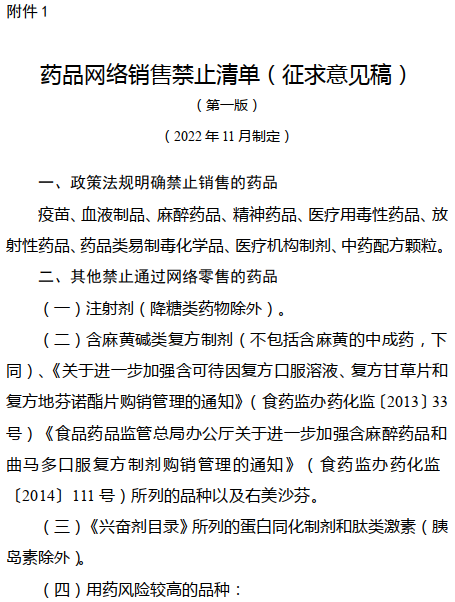 附件 1
药品网络销售禁止清单（征求意见稿）
（第一版）
（2022 年 11 月制定）
一、政策法规明确禁止销售的药品
疫苗、血液制品、麻醉药品、精神药品、医疗用毒性药品、放
射性药品、药品类易制毒化学品、医疗机构制剂、中药配方颗粒。
二、其他禁止通过网络零售的药品
（一）注射剂（降糖类药物除外）。
（二）含麻黄碱类复方制剂（不包括含麻黄的中成药，下
同）、《关于进一步加强含可待因复方口服溶液、复方甘草片和
复方地芬诺酯片购销管理的通知》（食药监办药化监〔2013〕33
号）《食品药品监管总局办公厅关于进一步加强含麻醉药品和
曲马多口服复方制剂购销管理的通知》（食药监办药化监
〔2014〕111 号）所列的品种以及右美沙芬。
（三）《兴奋剂目录》所列的蛋白同化制剂和肽类激素（胰
岛素除外）。
（四）用药风险较高的品种：